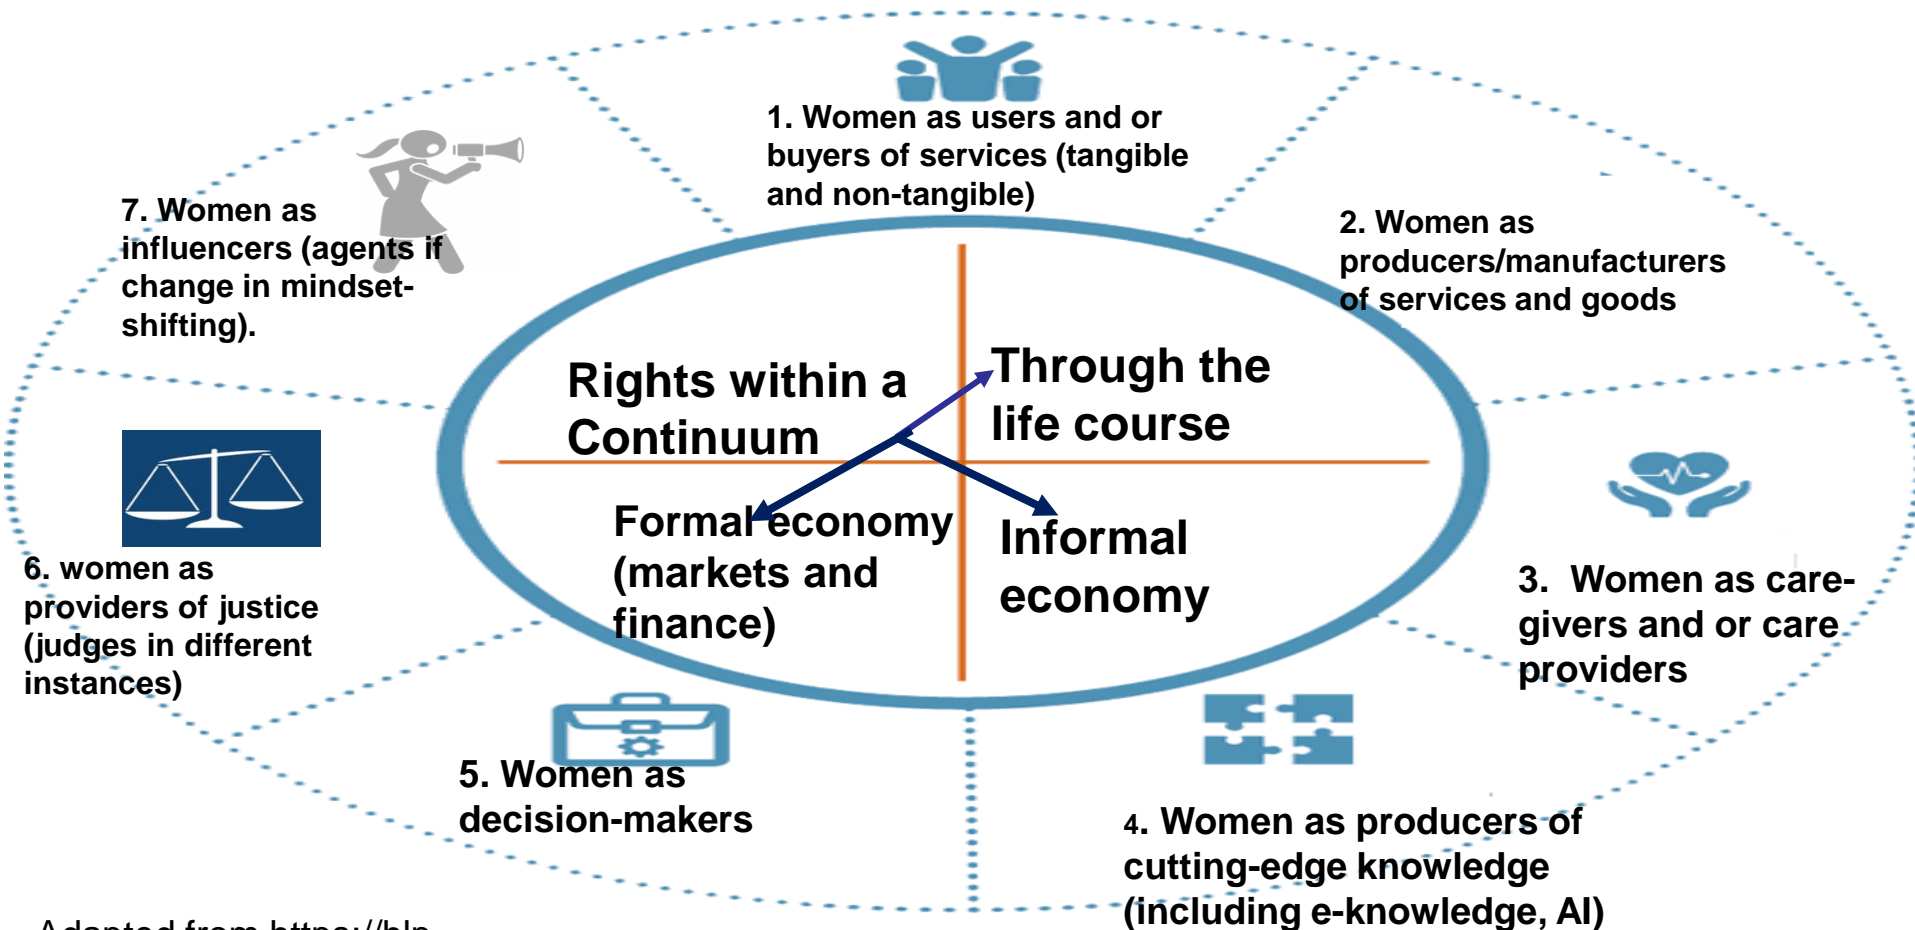 1. Women as users and or
buyers of services (tangible
and non-tangible)
2. Women as
producers/manufacturers
of services and goods
3. Women as care-
givers and or care
providers
4. Women as producers of
cutting-edge knowledge
(including e-knowledge, AI)
5. Women as
decision-makers
6. women as
providers of justice
(judges in different
instances)
7. Women as
influencers (agents if
change in mindset-
shifting).
Rights within a
Continuum
Through the
life course
Formal economy
(markets and
finance)
Informal
economy
Adapted from https://hlp